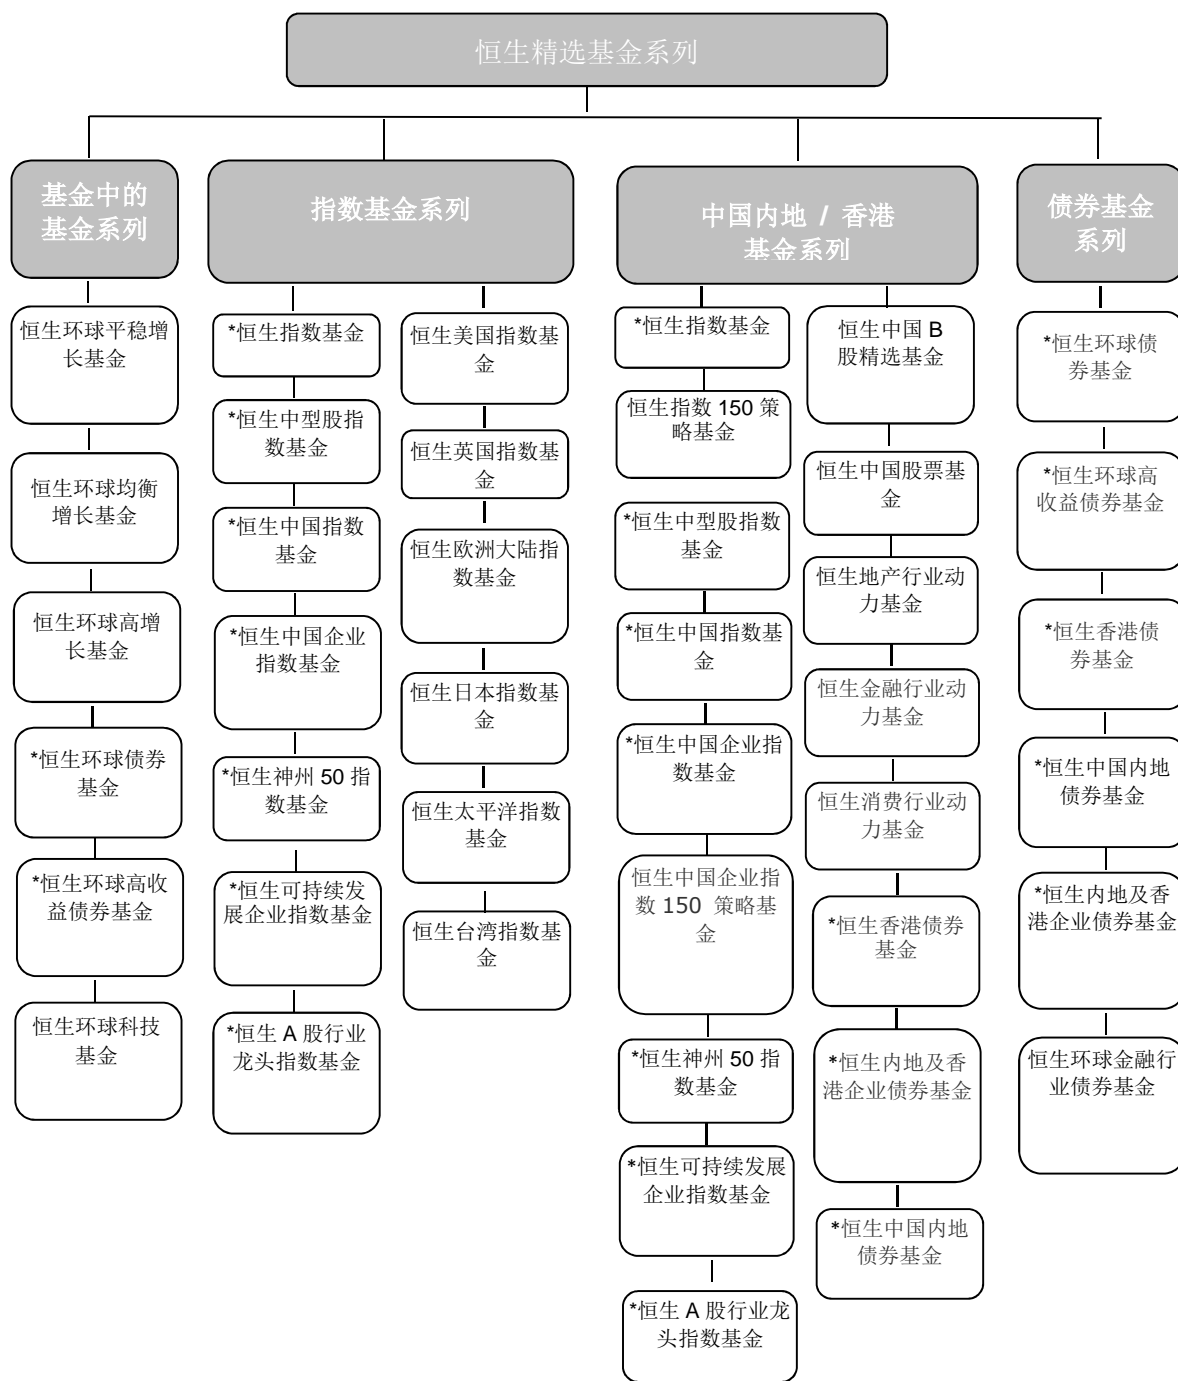 恒生精选基金系列
基金中的
基金系列
恒生环球平稳增
长基金
恒生环球均衡
增长基金
恒生环球高增
长基金
*恒生环球债券
基金
*恒生环球高收
益债券基金
恒生环球科技
基金
指数基金系列
*恒生指数基金
*恒生中型股指
数基金
*恒生中国指数
基金
*恒生中国企业
指数基金
*恒生神州 50 指
数基金
*恒生可持续发
展企业指数基金
*恒生 A 股行业
龙头指数基金
恒生美国指数基
金
恒生英国指数基
金
恒生欧洲大陆指
数基金
恒生日本指数基
金
恒生太平洋指数
基金
恒生台湾指数基
金
中国内地 / 香港
基金系列
*恒生指数基金
恒生指数 150 策
略基金
*恒生中型股指数
基金
*恒生中国指数基
金
*恒生中国企业指
数基金
恒生中国企业指
数 150 策略基
金
*恒生神州 50 指
数基金
*恒生可持续发展
企业指数基金
*恒生 A 股行业龙
头指数基金
恒生中国 B
股精选基金
恒生中国股票基
金
恒生地产行业动
力基金
恒生金融行业动
力基金
恒生消费行业动
力基金
*恒生香港债券
基金
*恒生内地及香
港企业债券基金
*恒生中国内地
债券基金
债券基金
系列
*恒生环球债
券基金
*恒生环球高
收益债券基金
*恒生香港债
券基金
*恒生中国内地
债券基金
*恒生内地及香
港企业债券基金
恒生环球金融行
业债券基金